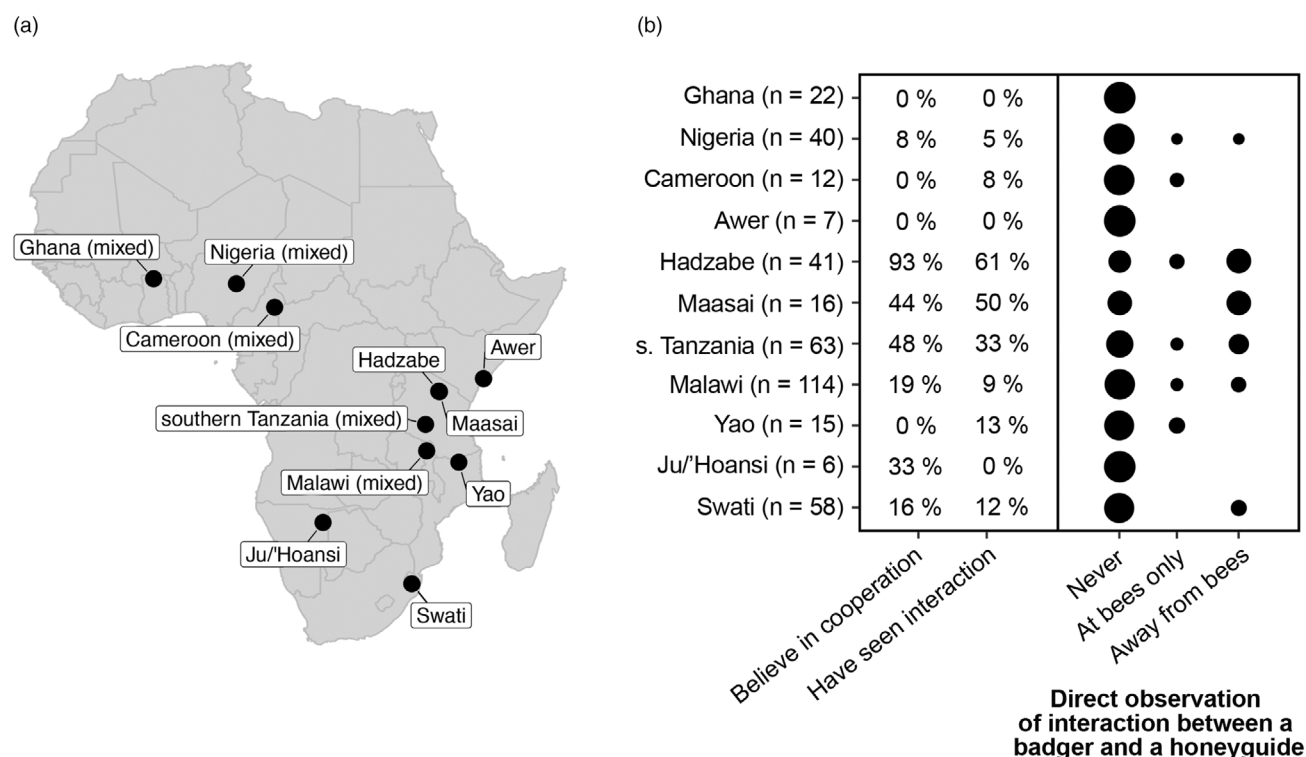 (a)
Ghana (mixed)
Nigeria (mixed)
Cameroon (mixed)
Awer
Hadzabe
southern Tanzania (mixed)
Maasai
Malawi (mixed)
Yao
Ju/'Hoansi
Swati
(b)
Ghana (n = 22) 0 % 0 %
Nigeria (n = 40) 8 % 5 %
Cameroon (n = 12) 0 % 8 %
Awer (n = 7) 0 % 0 %
Hadzabe (n = 41) 93 % 61 %
Maasai (n = 16) 44 % 50 %
s. Tanzania (n = 63) 48 % 33 %
Malawi (n = 114) 19 % 9 %
Yao (n = 15) 0 % 13 %
Ju/’Hoansi (n = 6) 33 % 0 %
Swati (n = 58) 16 % 12 %
Believe in cooperation
Have seen interaction
Never
At bees only
Away from bees
Direct observation
of interaction between a
badger and a honeyguide